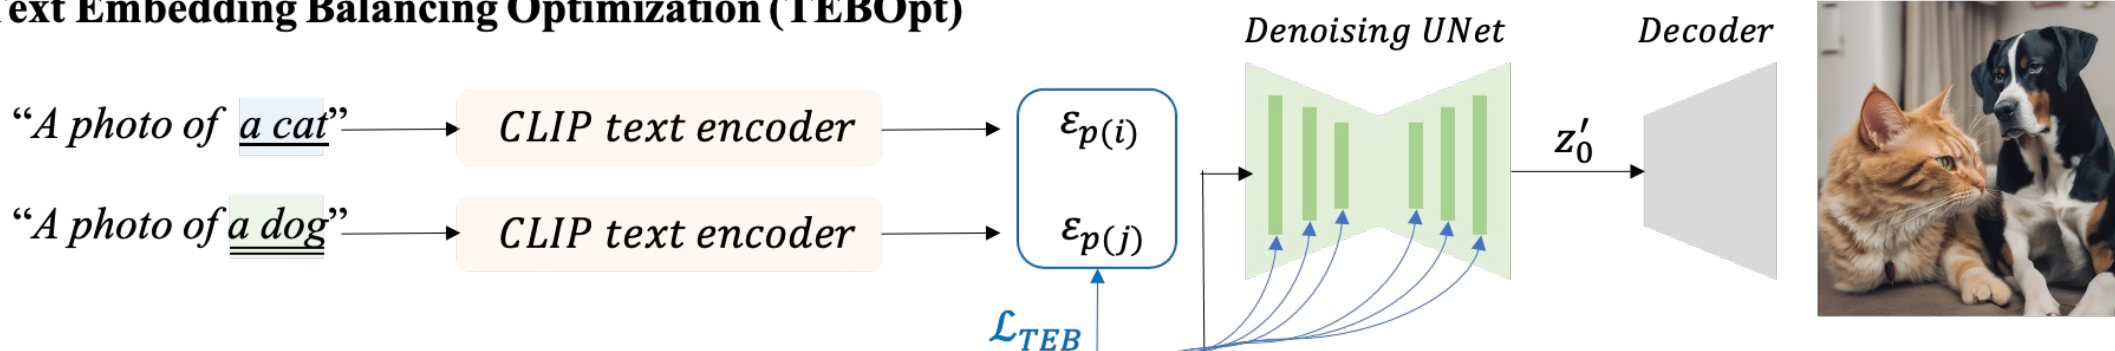 Text Embedding Balancing Optimization (TEBOpt)
Denoising UNet
Decoder
“A photo of a cat”
CLIP text encoder
ε_p(i)
“A photo of a dog”
CLIP text encoder
ε_p(j)
z′_0
ℒ_TEB